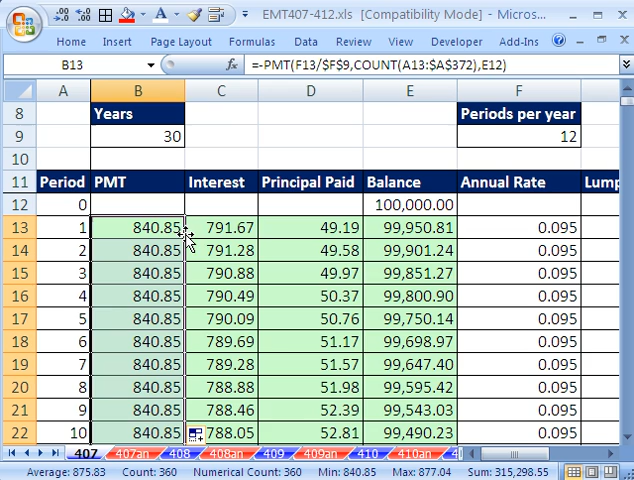 EMT407-412.xls [Compatibility Mode] - Micros...
Home Insert Page Layout Formulas Data Review View Developer Add-Ins
B13 fx =-PMT(F13/$F$9,COUNT(A13:$A$372),E12)
A B C D E F
8 Years Periods per year
9 30 12
10
11 Period PMT Interest Principal Paid Balance Annual Rate Lump
12 0 100,000.00
13 1 840.85 791.67 49.19 99,950.81 0.095
14 2 840.85 791.28 49.58 99,901.24 0.095
15 3 840.85 790.88 49.97 99,851.27 0.095
16 4 840.85 790.49 50.37 99,800.90 0.095
17 5 840.85 790.09 50.76 99,750.14 0.095
18 6 840.85 789.69 51.17 99,698.97 0.095
19 7 840.85 789.28 51.57 99,647.40 0.095
20 8 840.85 788.88 51.98 99,595.42 0.095
21 9 840.85 788.46 52.39 99,543.03 0.095
22 10 840.85 788.05 52.81 99,490.23 0.095
407 407an 408 408an 409 409an 410 410an
Average: 875.83 Count: 360 Numerical Count: 360 Min: 840.85 Max: 877.04 Sum: 315,298.55